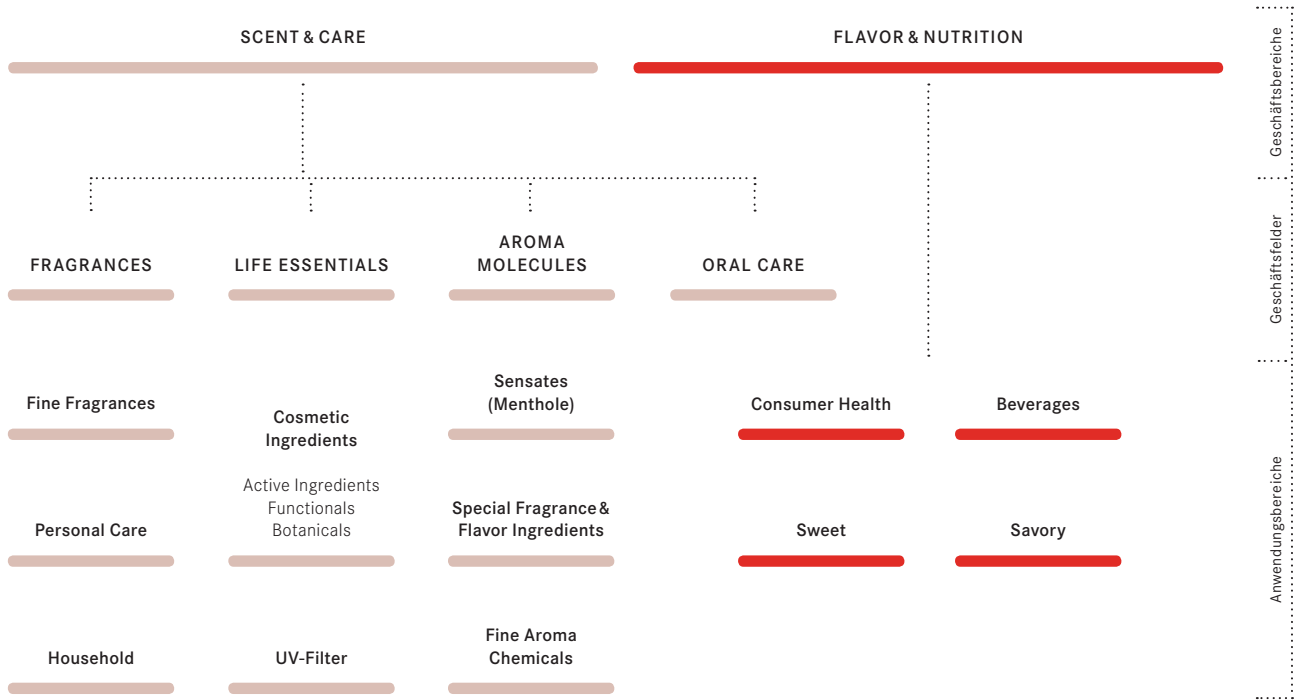 SCENT & CARE
FLAVOR & NUTRITION
Geschäftsbereiche
FRAGRANCES
LIFE ESSENTIALS
AROMA
MOLECULES
ORAL CARE
Geschäftsfelder
Fine Fragrances
Cosmetic
Ingredients
Active Ingredients
Functionals
Botanicals
Sensates
(Menthole)
Consumer Health
Beverages
Personal Care
Special Fragrance &
Flavor Ingredients
Sweet
Savory
Anwendungsbereiche
Household
UV-Filter
Fine Aroma
Chemicals